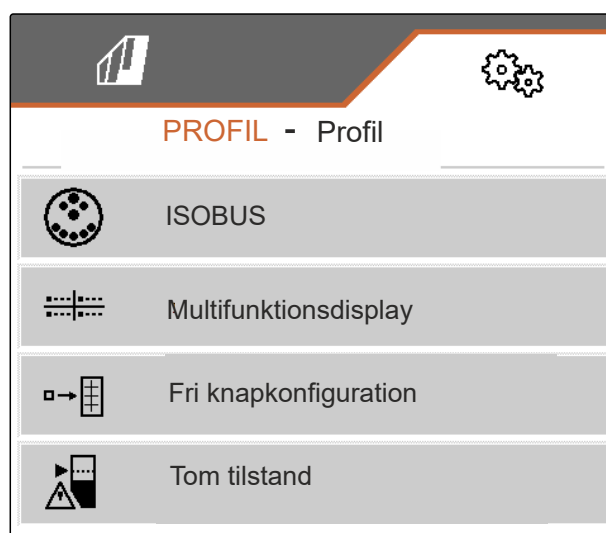 PROFIL - Profil
ISOBUS
Multifunktionsdisplay
Fri knapkonfiguration
Tom tilstand